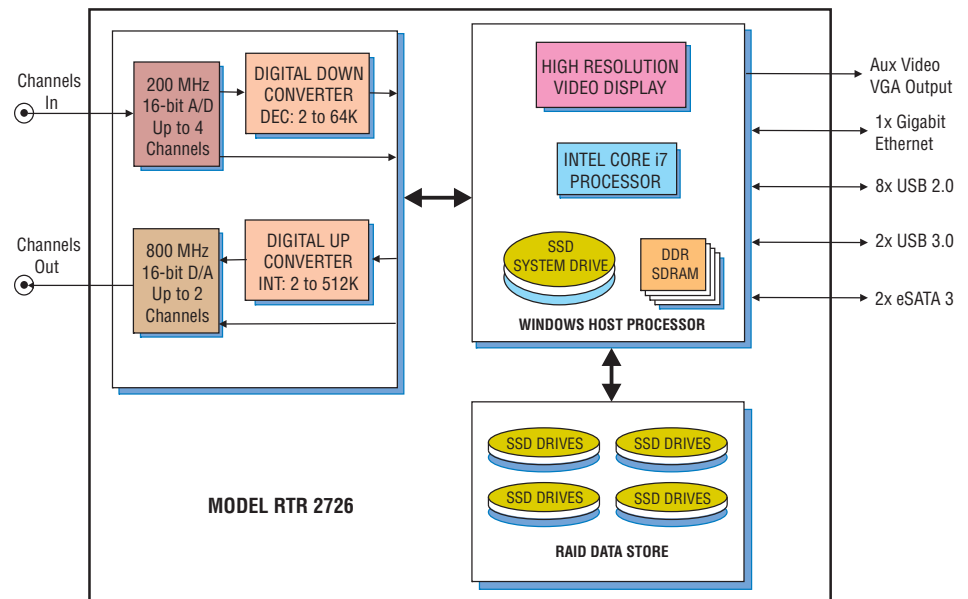 Channels
In
200 MHz
16-bit A/D
Up to 4
Channels
DIGITAL DOWN
CONVERTER
DEC: 2 to 64K
Channels
Out
800 MHz
16-bit D/A
Up to 2
Channels
DIGITAL UP
CONVERTER
INT: 2 to 512K
HIGH RESOLUTION
VIDEO DISPLAY
INTEL CORE i7
PROCESSOR
SSD
SYSTEM DRIVE
DDR
SDRAM
WINDOWS HOST PROCESSOR
Aux Video
VGA Output
1x Gigabit
Ethernet
8x USB 2.0
2x USB 3.0
2x eSATA 3
SSD DRIVES
SSD DRIVES
SSD DRIVES
SSD DRIVES
RAID DATA STORE
MODEL RTR 2726